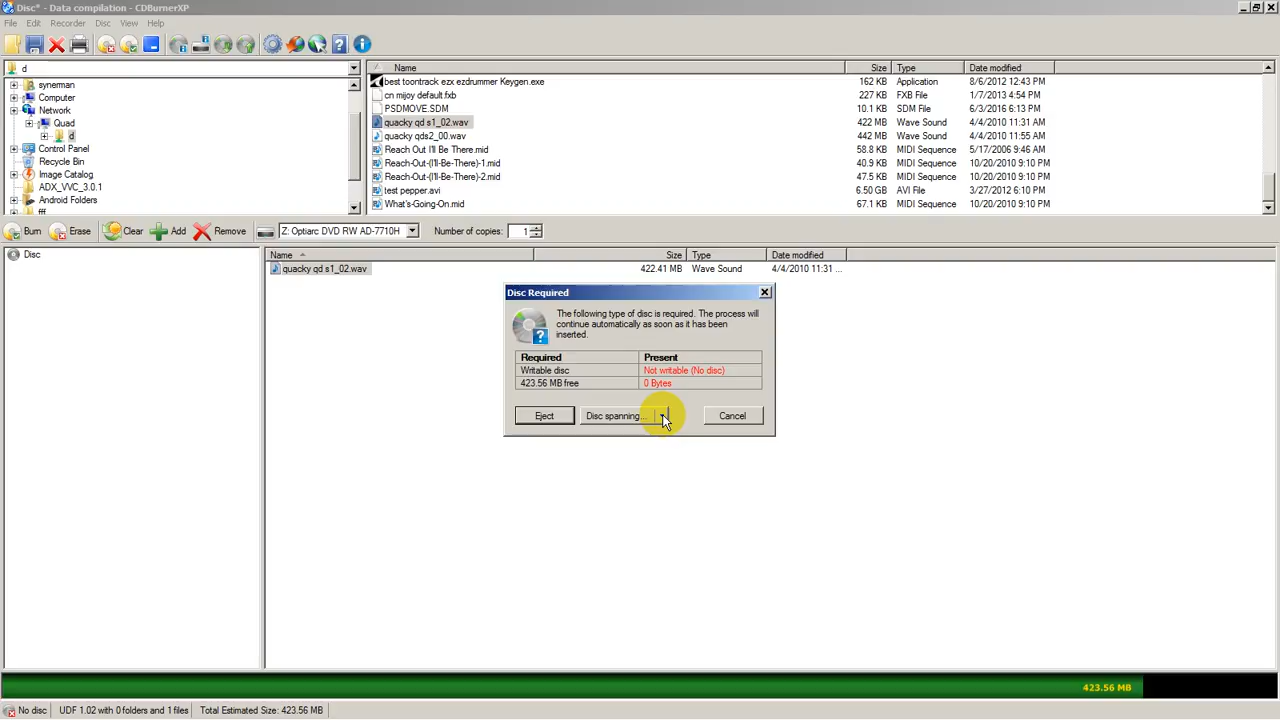 Disc* - Data compilation - CDBurnerXP
File Edit Recorder Disc View Help
d
synerman
Computer
Network
Quad
d
Control Panel
Recycle Bin
Image Catalog
ADX_VVC_3.0.1
Android Folders
fff
Name Size Type Date modified
best toontrack ezx ezdrummer Keygen.exe 162 KB Application 8/6/2012 12:43 PM
cn mijoy default.fxb 227 KB FXB File 1/7/2013 4:54 PM
PSDMOVE.SDM 10.1 KB SDM File 6/3/2016 6:13 PM
quacky qd s1_02.wav 422 MB Wave Sound 4/4/2010 11:31 AM
quacky qds2_00.wav 442 MB Wave Sound 4/4/2010 11:55 AM
Reach Out I'll Be There.mid 58.8 KB MIDI Sequence 5/17/2006 9:46 AM
Reach-Out-(I'll-Be-There)-1.mid 40.9 KB MIDI Sequence 10/20/2010 9:10 PM
Reach-Out-(I'll-Be-There)-2.mid 47.5 KB MIDI Sequence 10/20/2010 9:10 PM
test pepper.avi 6.50 GB AVI File 3/27/2012 6:10 PM
What's-Going-On.mid 67.1 KB MIDI Sequence 10/20/2010 9:10 PM
Burn Erase Clear Add Remove Z: Optiarc DVD RW AD-7710H Number of copies: 1
Disc
Name Size Type Date modified
quacky qd s1_02.wav 422.41 MB Wave Sound 4/4/2010 11:31 ...
Disc Required
The following type of disc is required. The process will
continue automatically as soon as it has been
inserted.
Required Present
Writable disc Not writable (No disc)
423.56 MB free 0 Bytes
Eject Disc spanning... Cancel
423.56 MB
No disc UDF 1.02 with 0 folders and 1 files Total Estimated Size: 423.56 MB